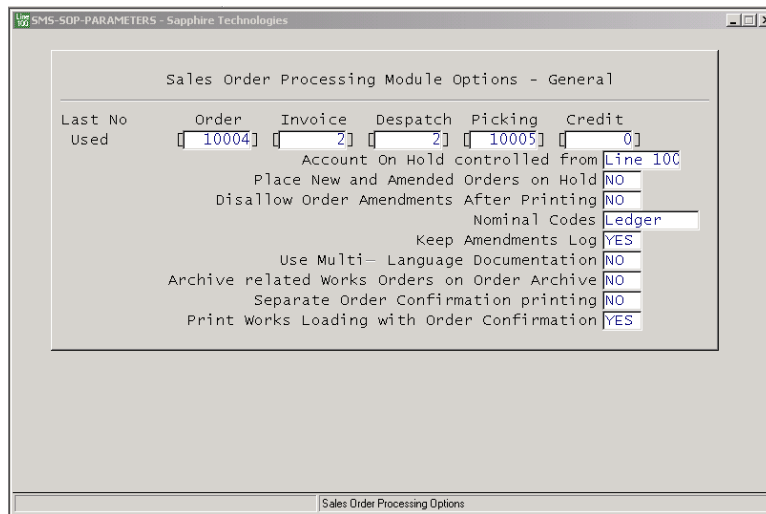 Line 100 SMS-SOP-PARAMETERS - Sapphire Technologies
Sales Order Processing Module Options - General
Last No Order Invoice Despatch Picking Credit
Used [ 10004] [ 2] [ 2] [ 10005] [ 0]
Account On Hold controlled from Line 100
Place New and Amended Orders on Hold NO
Disallow Order Amendments After Printing NO
Nominal Codes Ledger
Keep Amendments Log YES
Use Multi- Language Documentation NO
Archive related Works Orders on Order Archive NO
Separate Order Confirmation printing NO
Print Works Loading with Order Confirmation YES
Sales Order Processing Options